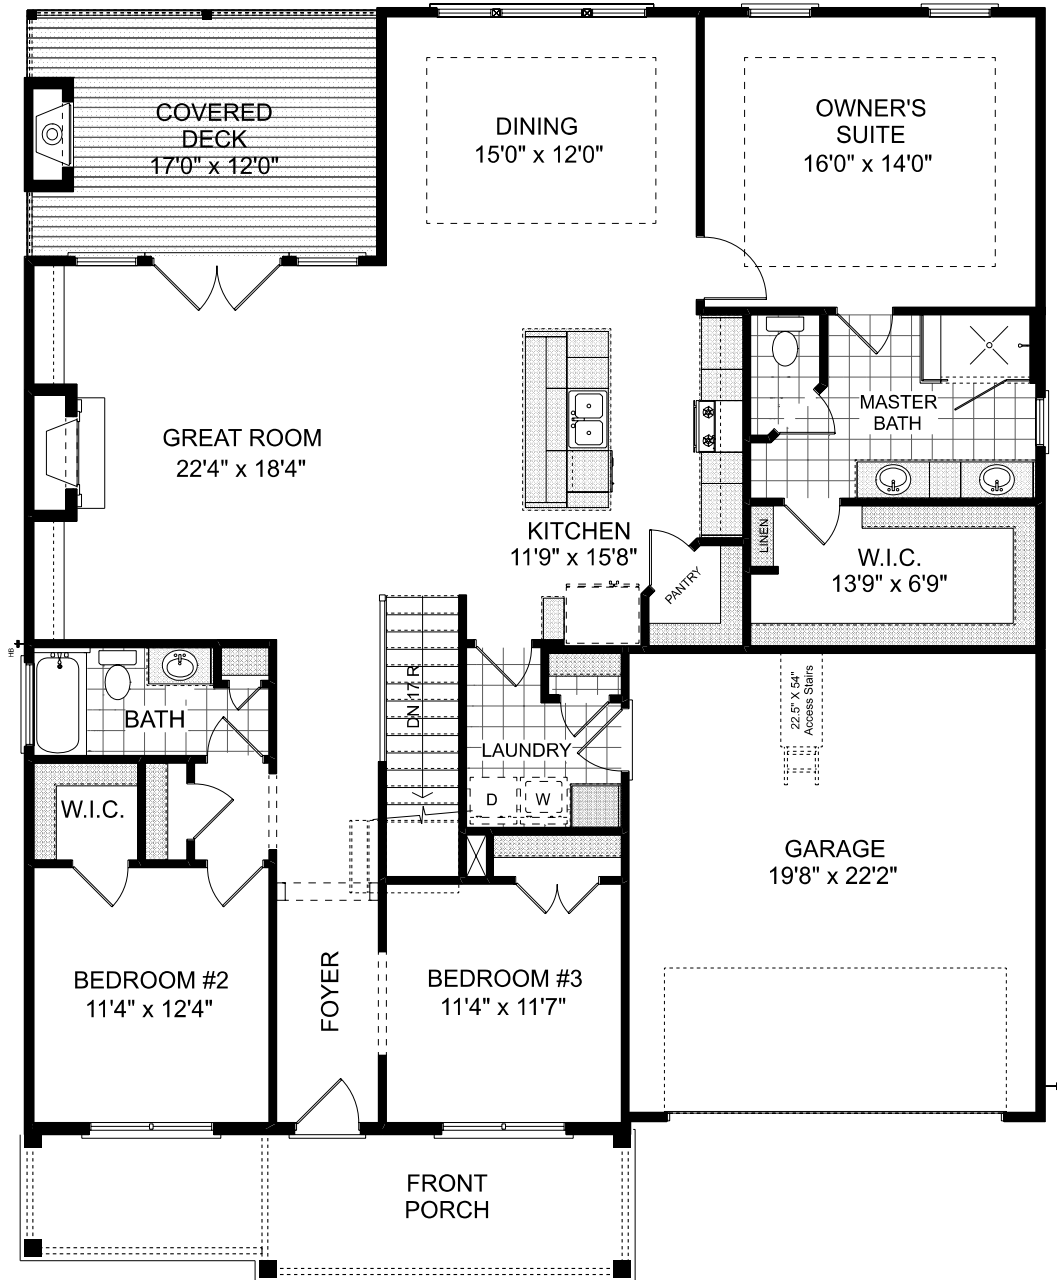 COVERED
DECK
17'0" x 12'0"
DINING
15'0" x 12'0"
OWNER'S
SUITE
16'0" x 14'0"
GREAT ROOM
22'4" x 18'4"
MASTER
BATH
KITCHEN
11'9" x 15'8"
LINEN
W.I.C.
13'9" x 6'9"
PANTRY
HB
BATH
DN 17 R
LAUNDRY
D
W
22.5" X 54"
Access Stairs
W.I.C.
GARAGE
19'8" x 22'2"
BEDROOM #2
11'4" x 12'4"
FOYER
BEDROOM #3
11'4" x 11'7"
FRONT
PORCH